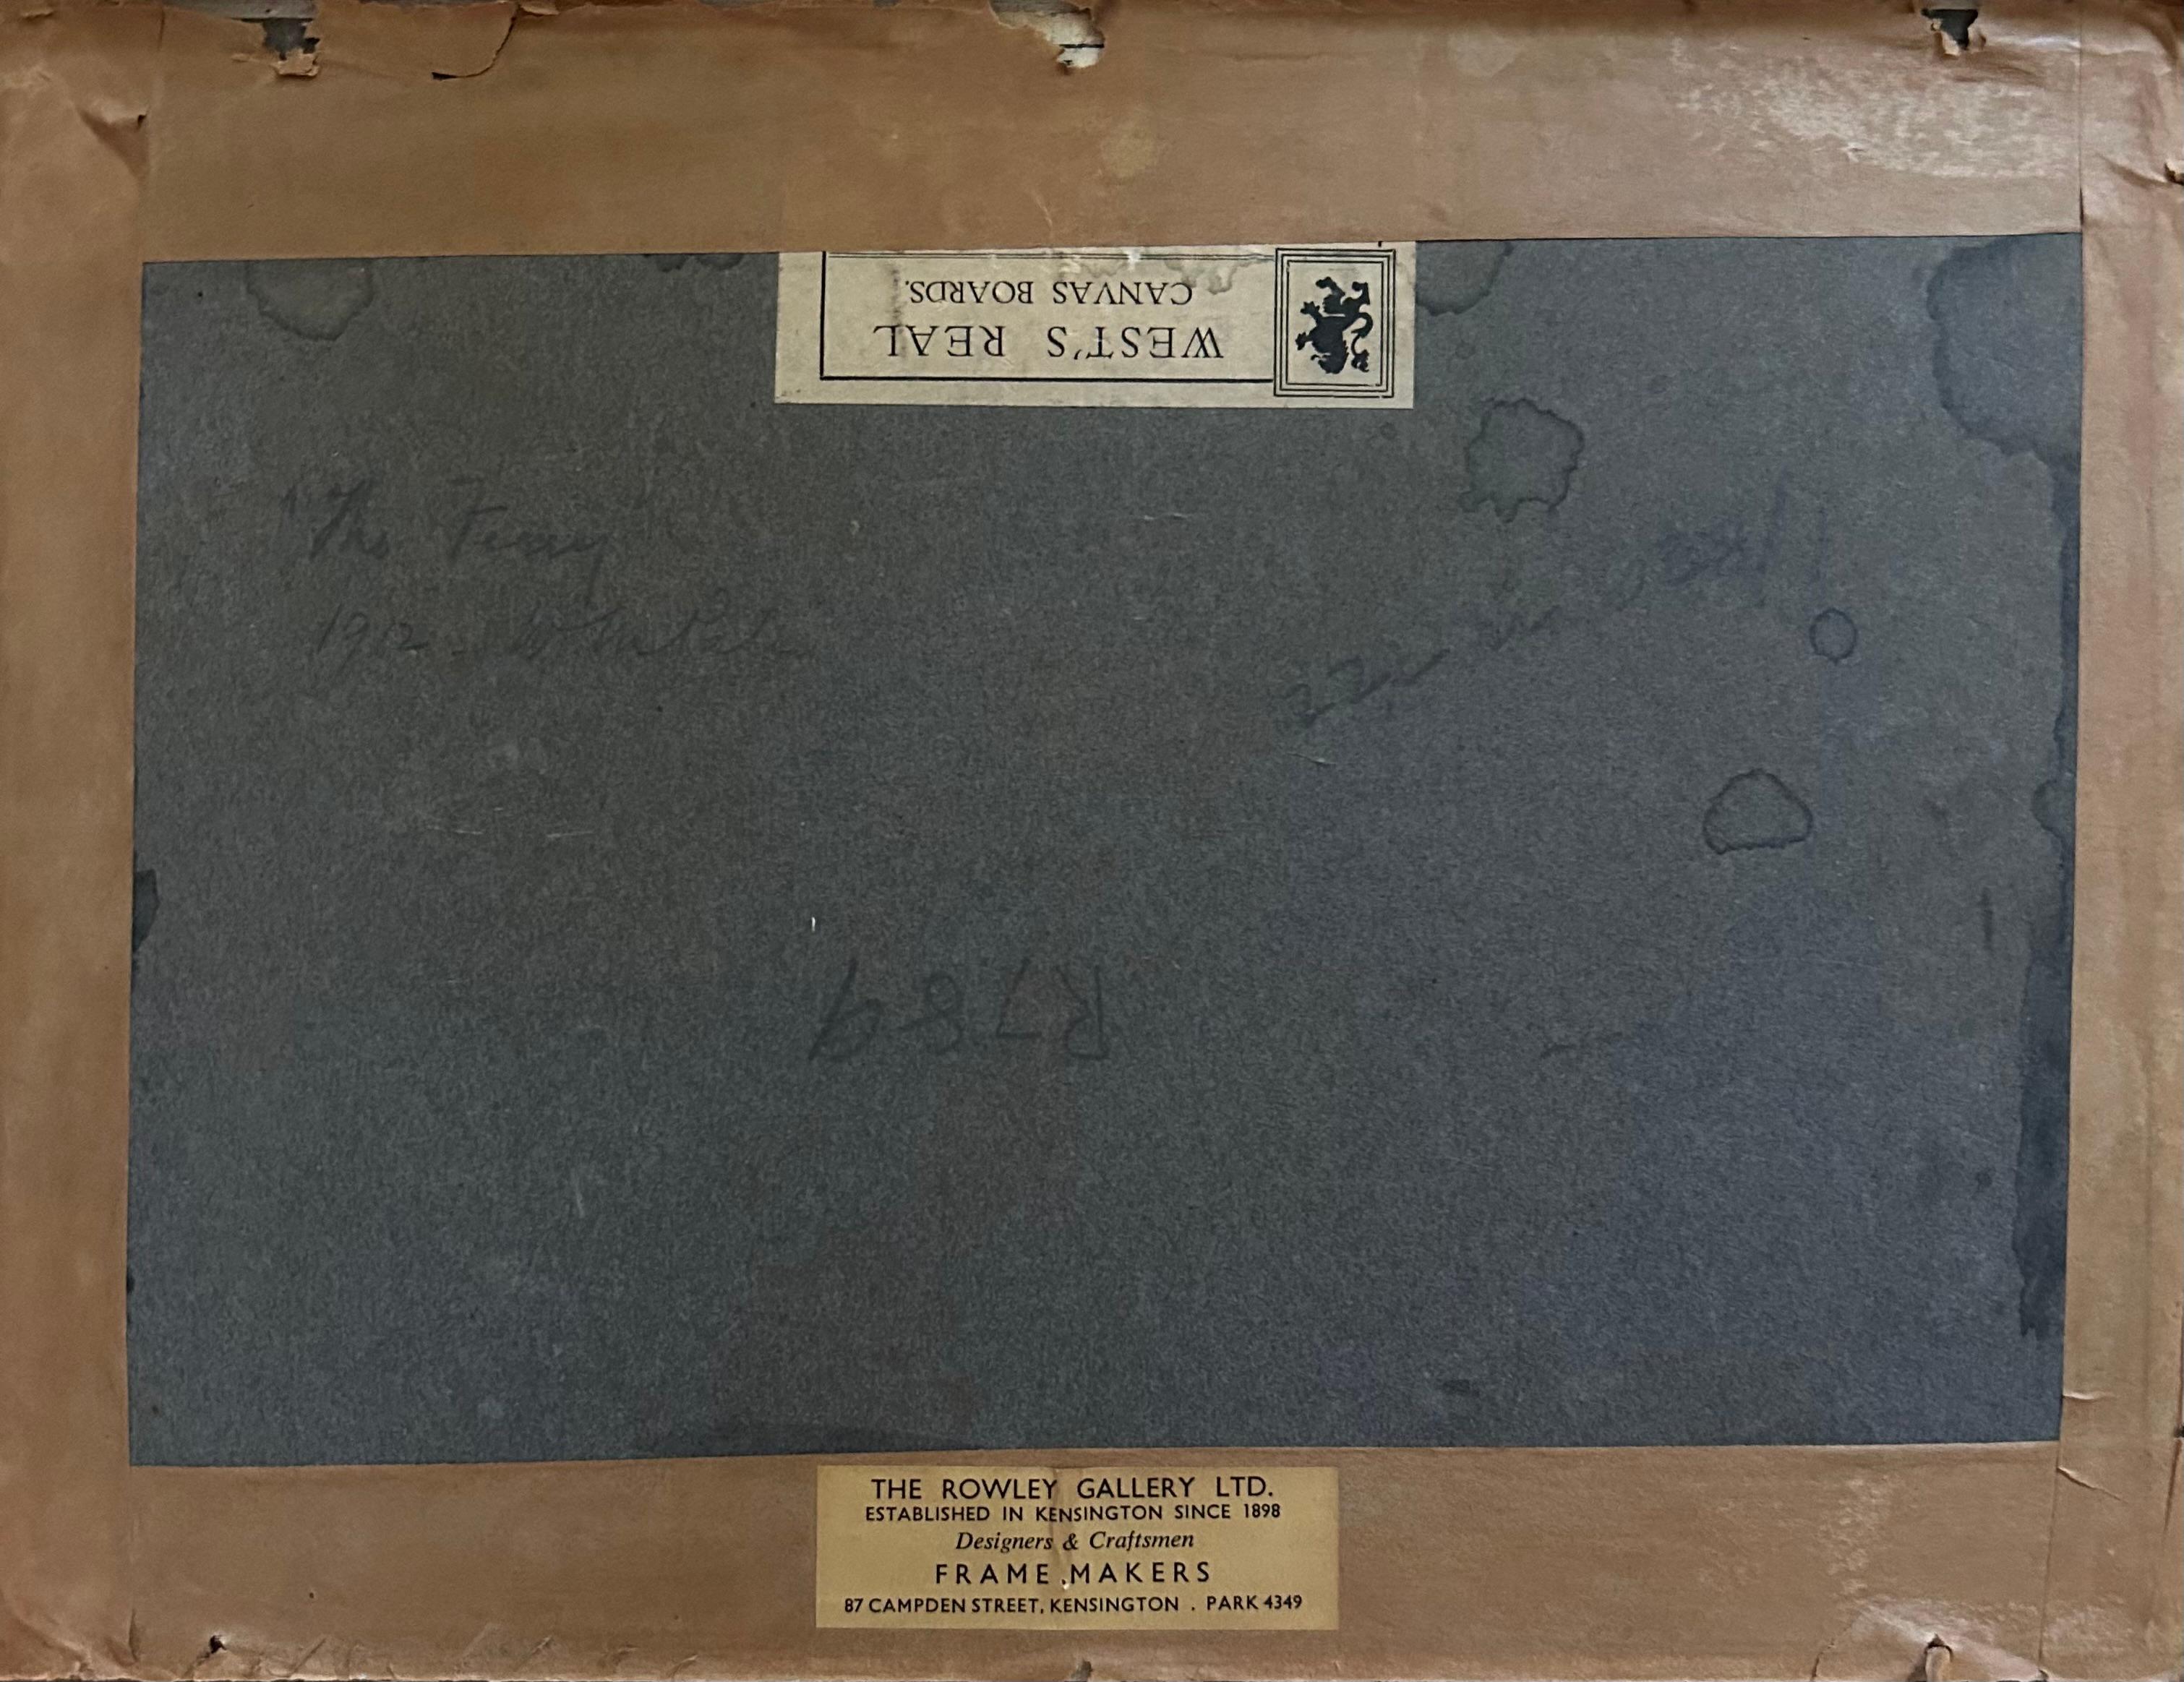 WEST'S REAL
CANVAS BOARDS.
"The Ferry"
1912.
R789
THE ROWLEY GALLERY LTD.
ESTABLISHED IN KENSINGTON SINCE 1898
Designers & Craftsmen
FRAME MAKERS
87 CAMPDEN STREET, KENSINGTON . PARK 4349